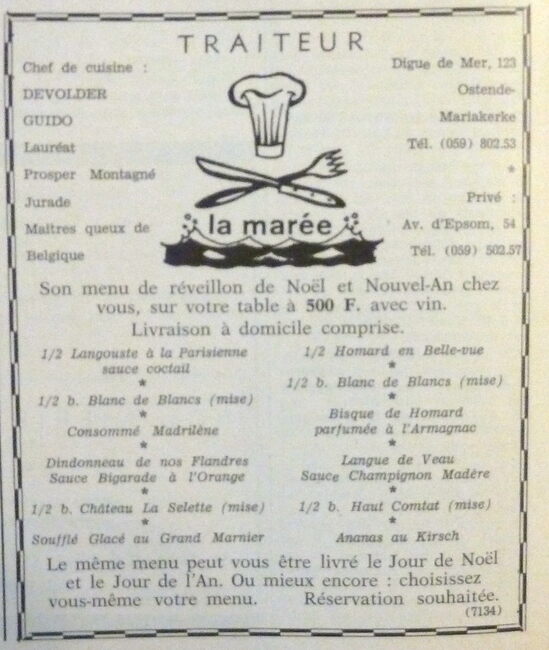 TRAITEUR
Chef de cuisine :
DEVOLDER
GUIDO
Lauréat
Prosper Montagné
Jurade
Maîtres queux de
Belgique
Digue de Mer, 123
Ostende-
Mariakerke
Tél. (059) 802.53
*
Privé :
Av. d'Epsom, 54
Tél. (059) 502.57
la marée
Son menu de réveillon de Noël et Nouvel-An chez
vous, sur votre table à 500 F. avec vin.
Livraison à domicile comprise.
1/2 Langouste à la Parisienne
sauce coctail
*
1/2 b. Blanc de Blancs (mise)
*
Consommé Madrilène
*
Dindonneau de nos Flandres
Sauce Bigarade à l'Orange
*
1/2 b. Château La Selette (mise)
*
Soufflé Glacé au Grand Marnier
1/2 Homard en Belle-vue
*
1/2 b. Blanc de Blancs (mise)
*
Bisque de Homard
parfumée à l'Armagnac
*
Langue de Veau
Sauce Champignon Madère
*
1/2 b. Haut Comtat (mise)
*
Ananas au Kirsch
Le même menu peut vous être livré le Jour de Noël
et le Jour de l'An. Ou mieux encore : choisissez
vous-même votre menu. Réservation souhaitée.
(7134)